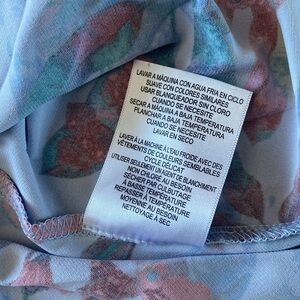 LAVAR A MÁQUINA CON AGUA FRIA EN CICLO
SUAVE CON COLORES SIMILARES
USAR BLANQUEADOR SIN CLORO
CUANDO SE NECESITE
SECAR A MÁQUINA A BAJA TEMPERATURA
PLANCHAR A BAJA TEMPERATURA
CUANDO SE NECESITE
LAVAR EN SECO
LAVER À LA MACHINE À L'EAU FROIDE AVEC DES
VÊTEMENTS DE COULEURS SEMBLABLES
CYCLE DÉLICAT
UTILISER SEULEMENT UN AGENT DE BLANCHIMENT
NON CHLORE AU BESOIN
SÉCHER PAR CULBUTAGE
À BASSE TEMPÉRATURE
REPASSER À TEMPÉRATURE
MOYENNE AU BESOIN
NETTOYAGE À SEC